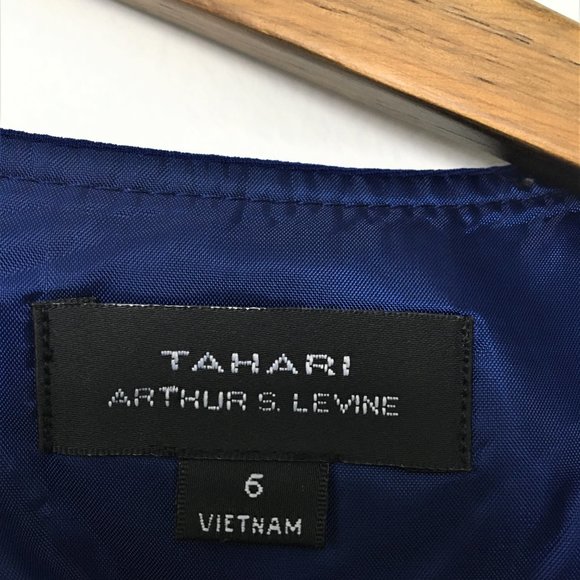 TAHARI
ARTHUR S. LEVINE
6
VIETNAM